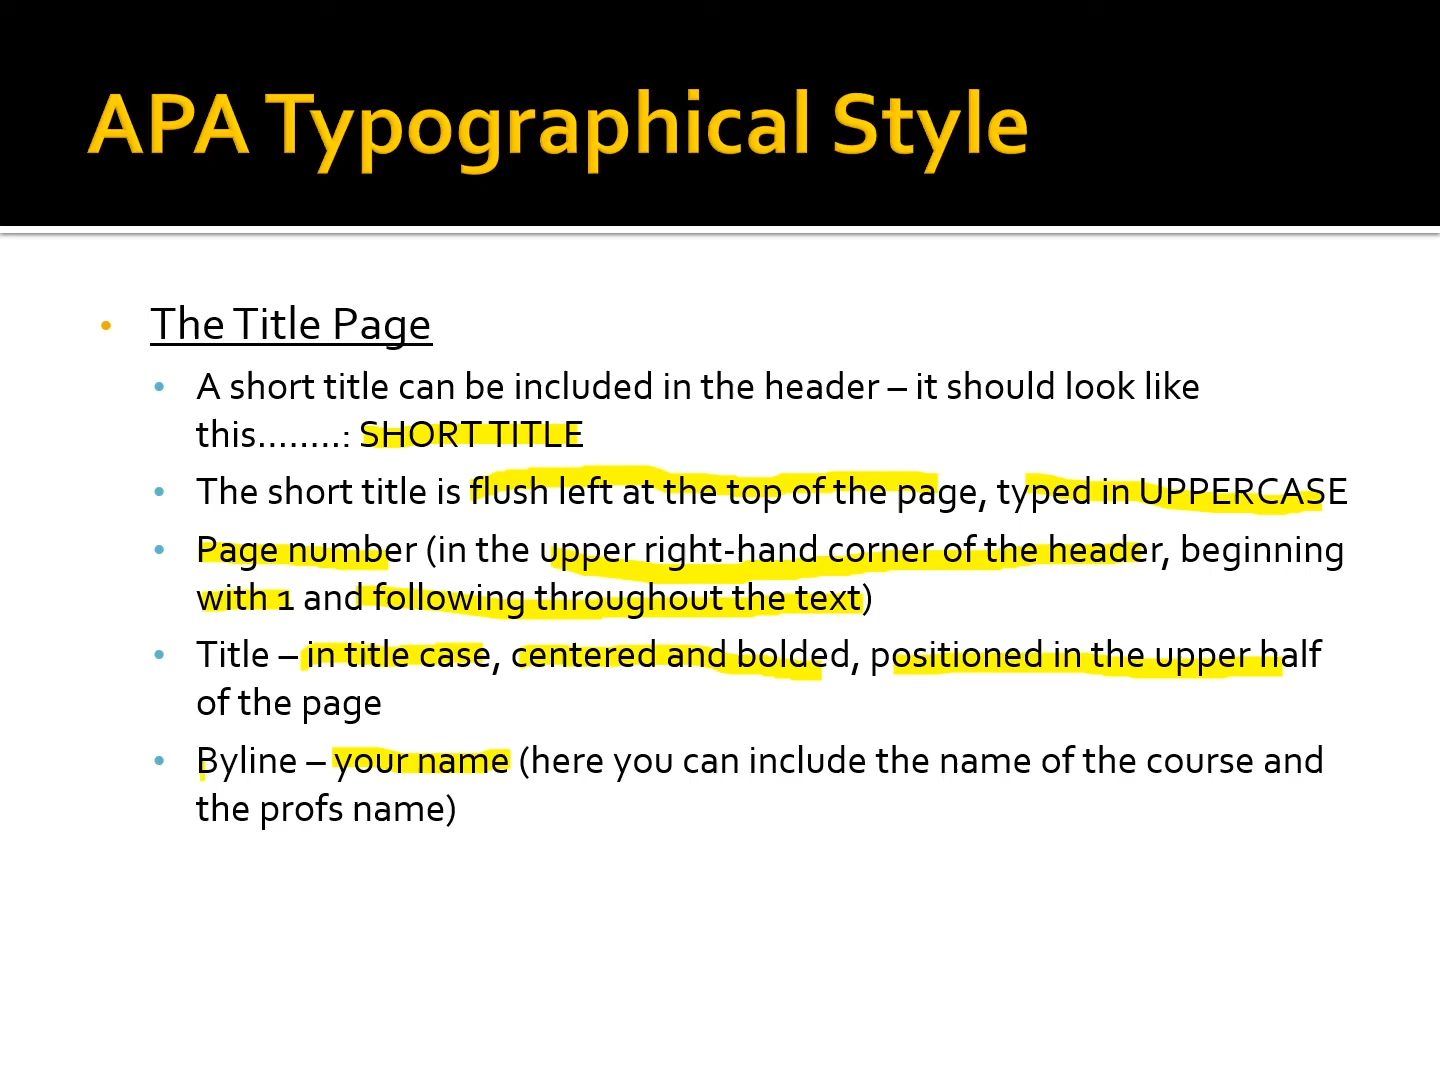 APA Typographical Style
• The Title Page
• A short title can be included in the header – it should look like
this........: SHORT TITLE
• The short title is flush left at the top of the page, typed in UPPERCASE
• Page number (in the upper right-hand corner of the header, beginning
with 1 and following throughout the text)
• Title – in title case, centered and bolded, positioned in the upper half
of the page
• Byline – your name (here you can include the name of the course and
the profs name)